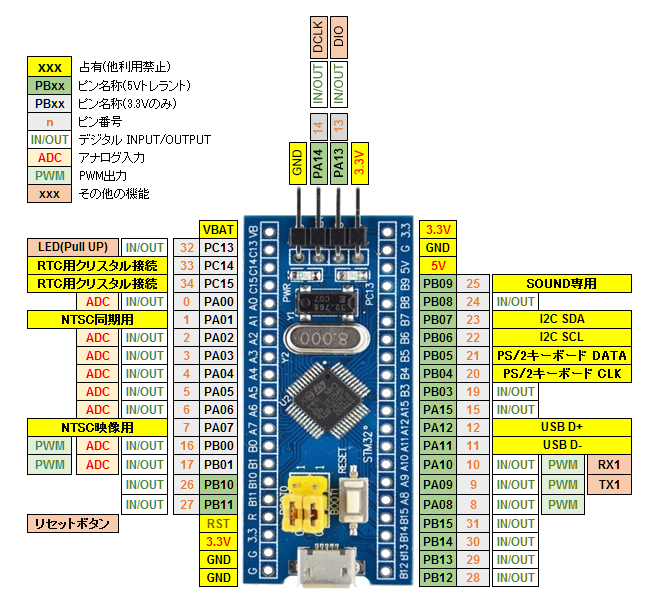 DCLK DIO
IN/OUT IN/OUT
14 13
GND PA14 PA13 3.3V
xxx 占有(他利用禁止)
PBxx ピン名称(5Vトレラント)
PBxx ピン名称(3.3Vのみ)
n ピン番号
IN/OUT デジタル INPUT/OUTPUT
ADC アナログ入力
PWM PWM出力
xxx その他の機能
VBAT
LED(Pull UP) IN/OUT 32 PC13
RTC用クリスタル接続 33 PC14
RTC用クリスタル接続 34 PC15
ADC IN/OUT 0 PA00
NTSC同期用 1 PA01
ADC IN/OUT 2 PA02
ADC IN/OUT 3 PA03
ADC IN/OUT 4 PA04
ADC IN/OUT 5 PA05
ADC IN/OUT 6 PA06
NTSC映像用 7 PA07
PWM ADC IN/OUT 16 PB00
PWM ADC IN/OUT 17 PB01
IN/OUT 26 PB10
IN/OUT 27 PB11
リセットボタン RST
3.3V
GND
GND
VB C13 C14 C15 A0 A1 A2 A3 A4 A5 A6 A7 B0 B1 B10 B11 R 3.3 G G
PWR PC13
Y1
32.768
8.000
Y2
U2
STM32
RESET
BOOT1
1 1
3.3 G 5V B9 B8 B7 B6 B5 B4 B3 A15 A12 A11 A10 A9 A8 B15 B14 B13 B12
3.3V
GND
5V
PB09 25 SOUND専用
PB08 24 IN/OUT
PB07 23 I2C SDA
PB06 22 I2C SCL
PB05 21 PS/2キーボード DATA
PB04 20 PS/2キーボード CLK
PB03 19 IN/OUT
PA15 15 IN/OUT
PA12 12 USB D+
PA11 11 USB D-
PA10 10 IN/OUT PWM RX1
PA09 9 IN/OUT PWM TX1
PA08 8 IN/OUT PWM
PB15 31 IN/OUT
PB14 30 IN/OUT
PB13 29 IN/OUT
PB12 28 IN/OUT